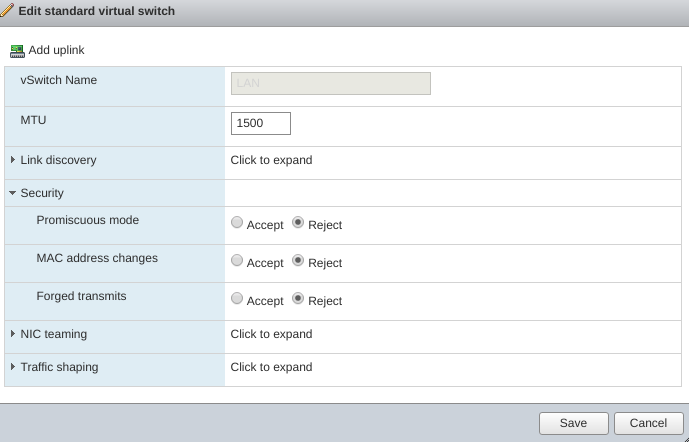 Edit standard virtual switch
Add uplink
vSwitch Name LAN
MTU 1500
Link discovery Click to expand
Security
Promiscuous mode Accept Reject
MAC address changes Accept Reject
Forged transmits Accept Reject
NIC teaming Click to expand
Traffic shaping Click to expand
Save Cancel